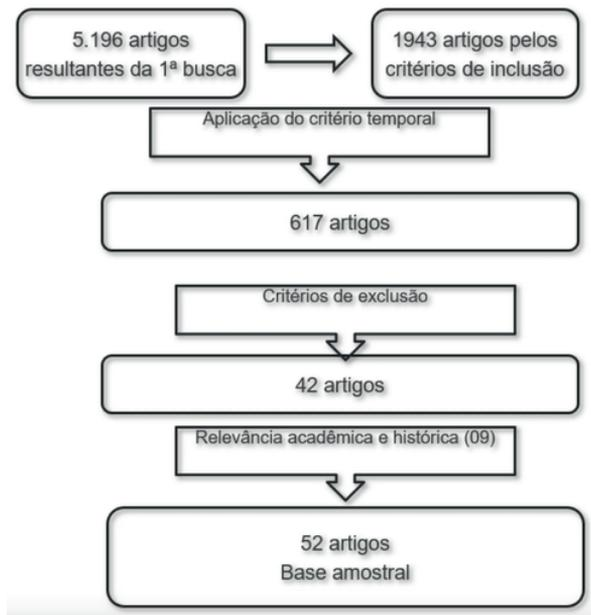 5.196 artigos
resultantes da 1ª busca
1943 artigos pelos
critérios de inclusão
Aplicação do critério temporal
617 artigos
Critérios de exclusão
42 artigos
Relevância acadêmica e histórica (09)
52 artigos
Base amostral